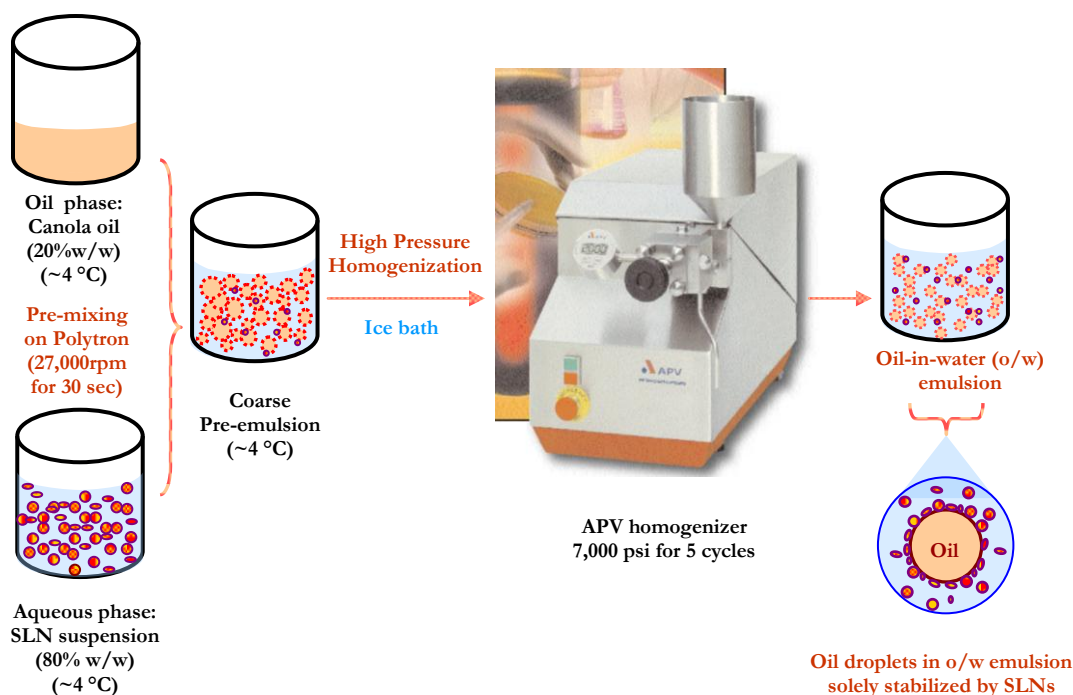 Oil phase:
Canola oil
(20%w/w)
(~4 °C)
Pre-mixing
on Polytron
(27,000rpm
for 30 sec)
Aqueous phase:
SLN suspension
(80% w/w)
(~4 °C)
Coarse
Pre-emulsion
(~4 °C)
High Pressure
Homogenization
Ice bath
APV
APV homogenizer
7,000 psi for 5 cycles
Oil-in-water (o/w)
emulsion
Oil
Oil droplets in o/w emulsion
solely stabilized by SLNs